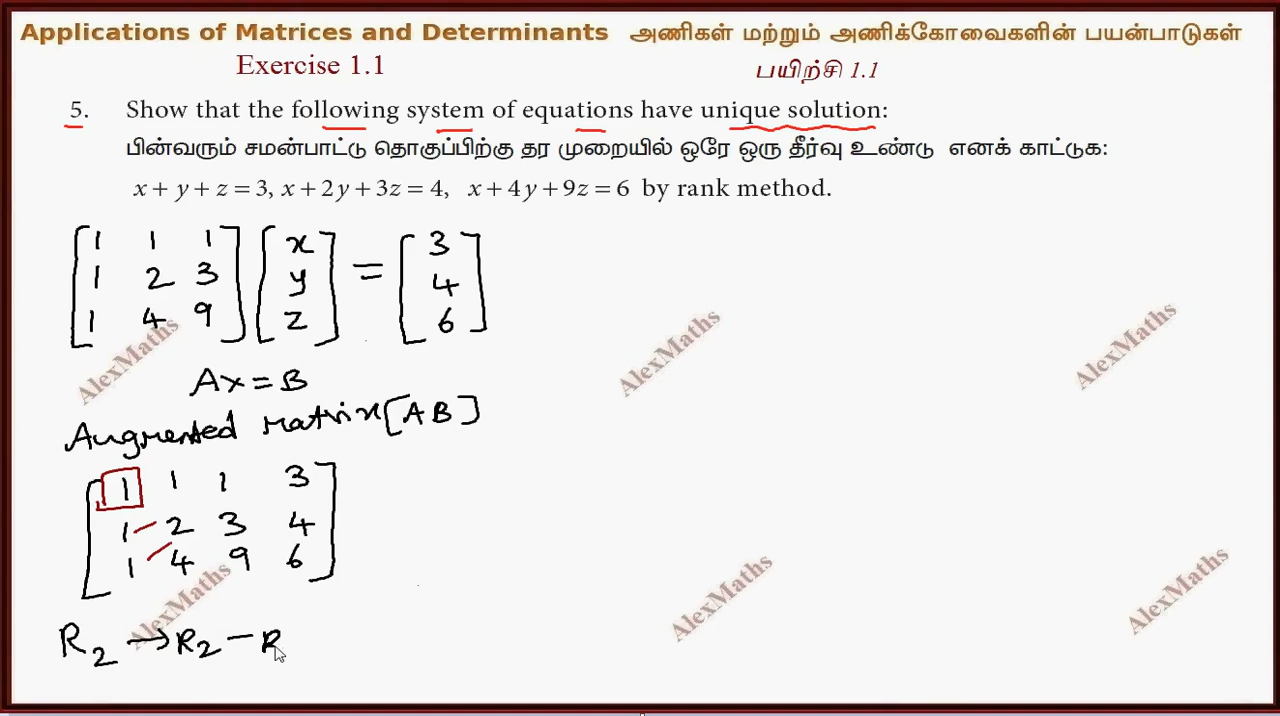 Applications of Matrices and Determinants அணிகள் மற்றும் அணிக்கோவைகளின் பயன்பாடுகள்
Exercise 1.1 பயிற்சி 1.1
5. Show that the following system of equations have unique solution:
பின்வரும் சமன்பாட்டு தொகுப்பிற்கு தர முறையில் ஒரே ஒரு தீர்வு உண்டு எனக் காட்டுக:
x + y + z = 3, x + 2y + 3z = 4, x + 4y + 9z = 6 by rank method.
[1 1 1] [x] = [3]
[1 2 3] [y] [4]
[1 4 9] [z] [6]
AlexMaths AlexMaths AlexMaths
Ax = B
Augmented matrix [AB]
[1 1 1 3]
[1 2 3 4]
[1 4 9 6]
AlexMaths AlexMaths AlexMaths
R2 → R2 − R